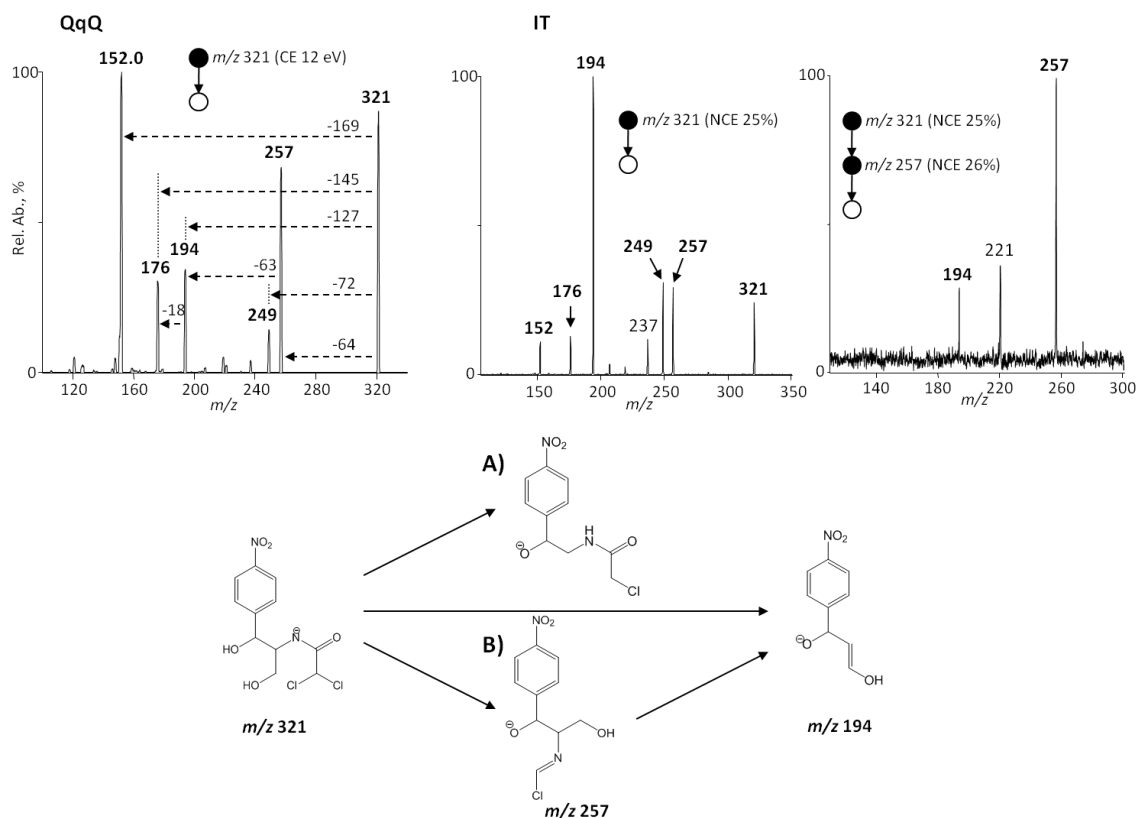 QqQ
IT
152.0
m/z 321 (CE 12 eV)
100
321
-169
257
-145
-127
194
-63
176
-72
-18
249
-64
Rel. Ab., %
0
120 160 200 240 280 320
m/z
194
100
m/z 321 (NCE 25%)
249
257
176
321
152
237
0
150 200 250 300 350
m/z
257
100
m/z 321 (NCE 25%)
m/z 257 (NCE 26%)
221
194
0
140 180 220 260 300
m/z
A)
NO2
⊖O
H
N
O
Cl
NO2
⊖
N
O
HO
HO
Cl Cl
m/z 321
B)
NO2
⊖O
OH
N
Cl
m/z 257
NO2
⊖O
OH
m/z 194